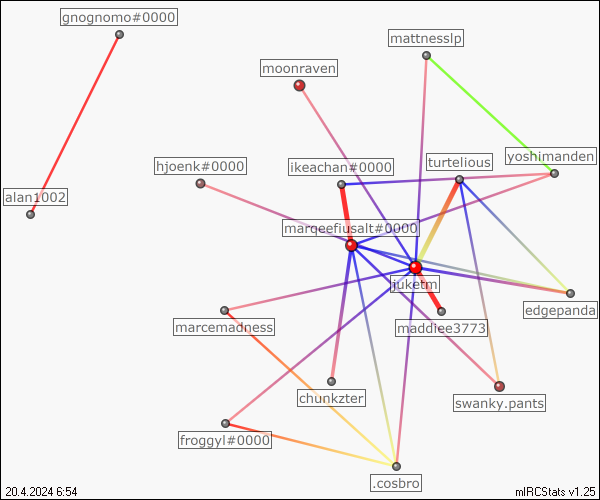 gnognomo#0000
mattnesslp
moonraven
hjoenk#0000
ikeachan#0000
turtelious
yoshimanden
alan1002
marqeefiusalt#0000
juketm
edgepanda
marcemadness
maddiee3773
chunkzter
swanky.pants
froggyl#0000
.cosbro
20.4.2024 6:54
mIRCStats v1.25